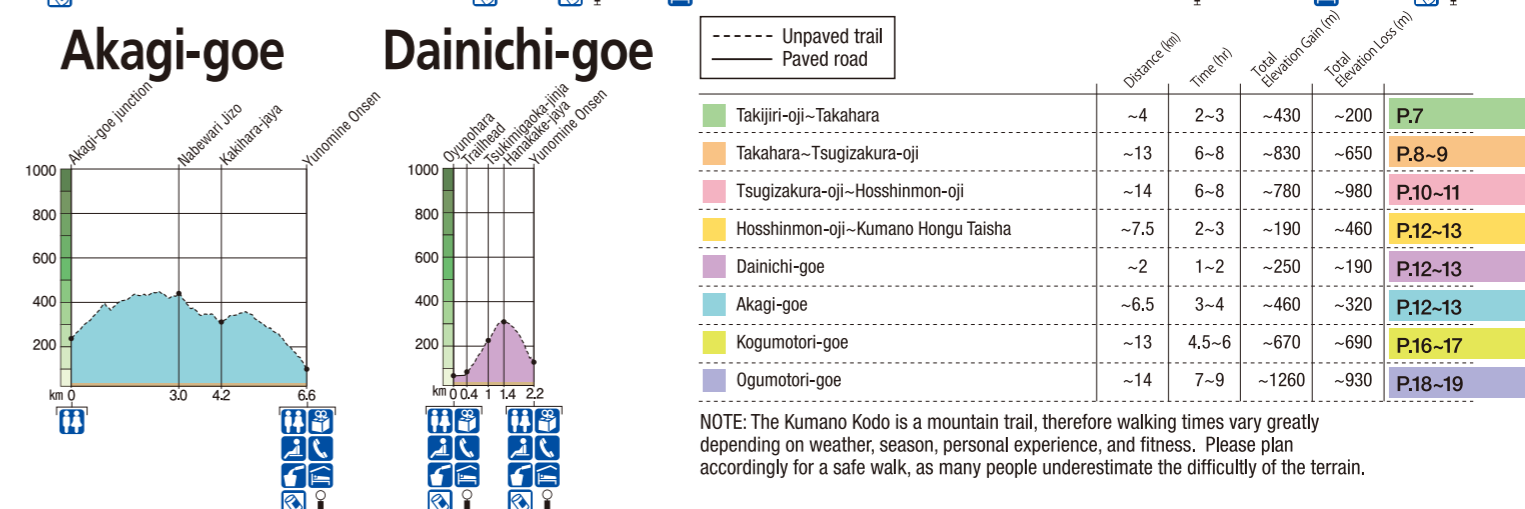 Akagi-goe
Akagi-goe junction
Nabewari Jizo
Kakihara-jaya
Yunomine Onsen
1000
800
600
400
200
km 0 3.0 4.2 6.6
Dainichi-goe
Oyunohara
Trailhead
Tsukimigaoka-jinja
Hanakake-jaya
Yunomine Onsen
1000
800
600
400
200
km 0 0.4 1 1.4 2.2
Unpaved trail
Paved road
Distance (km)
Time (hr)
Total
Elevation Gain (m)
Total
Elevation Loss (m)
Takijiri-oji~Takahara ~4 2~3 ~430 ~200 P.7
Takahara~Tsugizakura-oji ~13 6~8 ~830 ~650 P.8~9
Tsugizakura-oji~Hosshinmon-oji ~14 6~8 ~780 ~980 P.10~11
Hosshinmon-oji~Kumano Hongu Taisha ~7.5 2~3 ~190 ~460 P.12~13
Dainichi-goe ~2 1~2 ~250 ~190 P.12~13
Akagi-goe ~6.5 3~4 ~460 ~320 P.12~13
Kogumotori-goe ~13 4.5~6 ~670 ~690 P.16~17
Ogumotori-goe ~14 7~9 ~1260 ~930 P.18~19
NOTE: The Kumano Kodo is a mountain trail, therefore walking times vary greatly
depending on weather, season, personal experience, and fitness. Please plan
accordingly for a safe walk, as many people underestimate the difficultly of the terrain.